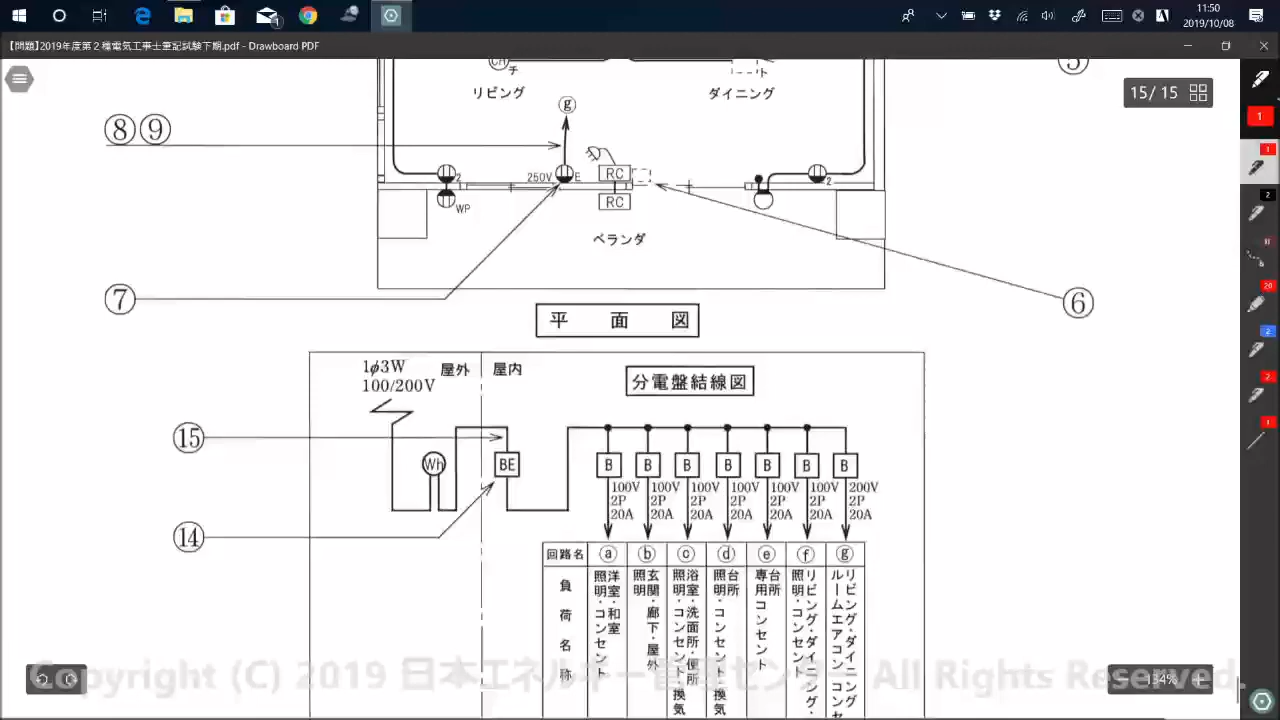 11:50
2019/10/08
【問題】2019年度第2種電気工事士筆記試験下期.pdf - Drawboard PDF
15 / 15
CH チ
ト
⑤
リビング
ダイニング
⑧⑨
g
250V E
2
WP
RC
RC
2
ベランダ
⑦
⑥
平面図
1φ3W
100/200V
屋外
屋内
分電盤結線図
⑮
Wh
BE
B B B B B B B
100V 100V 100V 100V 100V 100V 200V
2P 2P 2P 2P 2P 2P 2P
20A 20A 20A 20A 20A 20A 20A
⑭
回路名 ⓐ ⓑ ⓒ ⓓ ⓔ ⓕ ⓖ
負荷名称
洋室・和室
照明・コンセント
玄関・廊下・屋外
照明
浴室・洗面所・便所
照明・コンセント・換気
台所
照明・コンセント
台所
専用コンセント
リビング・ダイニング・
照明・コンセント
リビング・ダイニング
ルームエアコン コンセ
Copyright (C) 2019 日本エネルギー管理センター All Rights Reserved.
134%